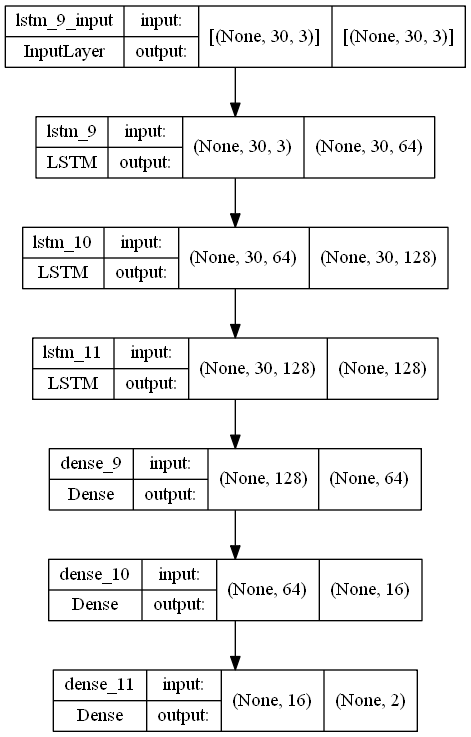 lstm_9_input input: [(None, 30, 3)] [(None, 30, 3)]
InputLayer output:
lstm_9 input: (None, 30, 3) (None, 30, 64)
LSTM output:
lstm_10 input: (None, 30, 64) (None, 30, 128)
LSTM output:
lstm_11 input: (None, 30, 128) (None, 128)
LSTM output:
dense_9 input: (None, 128) (None, 64)
Dense output:
dense_10 input: (None, 64) (None, 16)
Dense output:
dense_11 input: (None, 16) (None, 2)
Dense output: